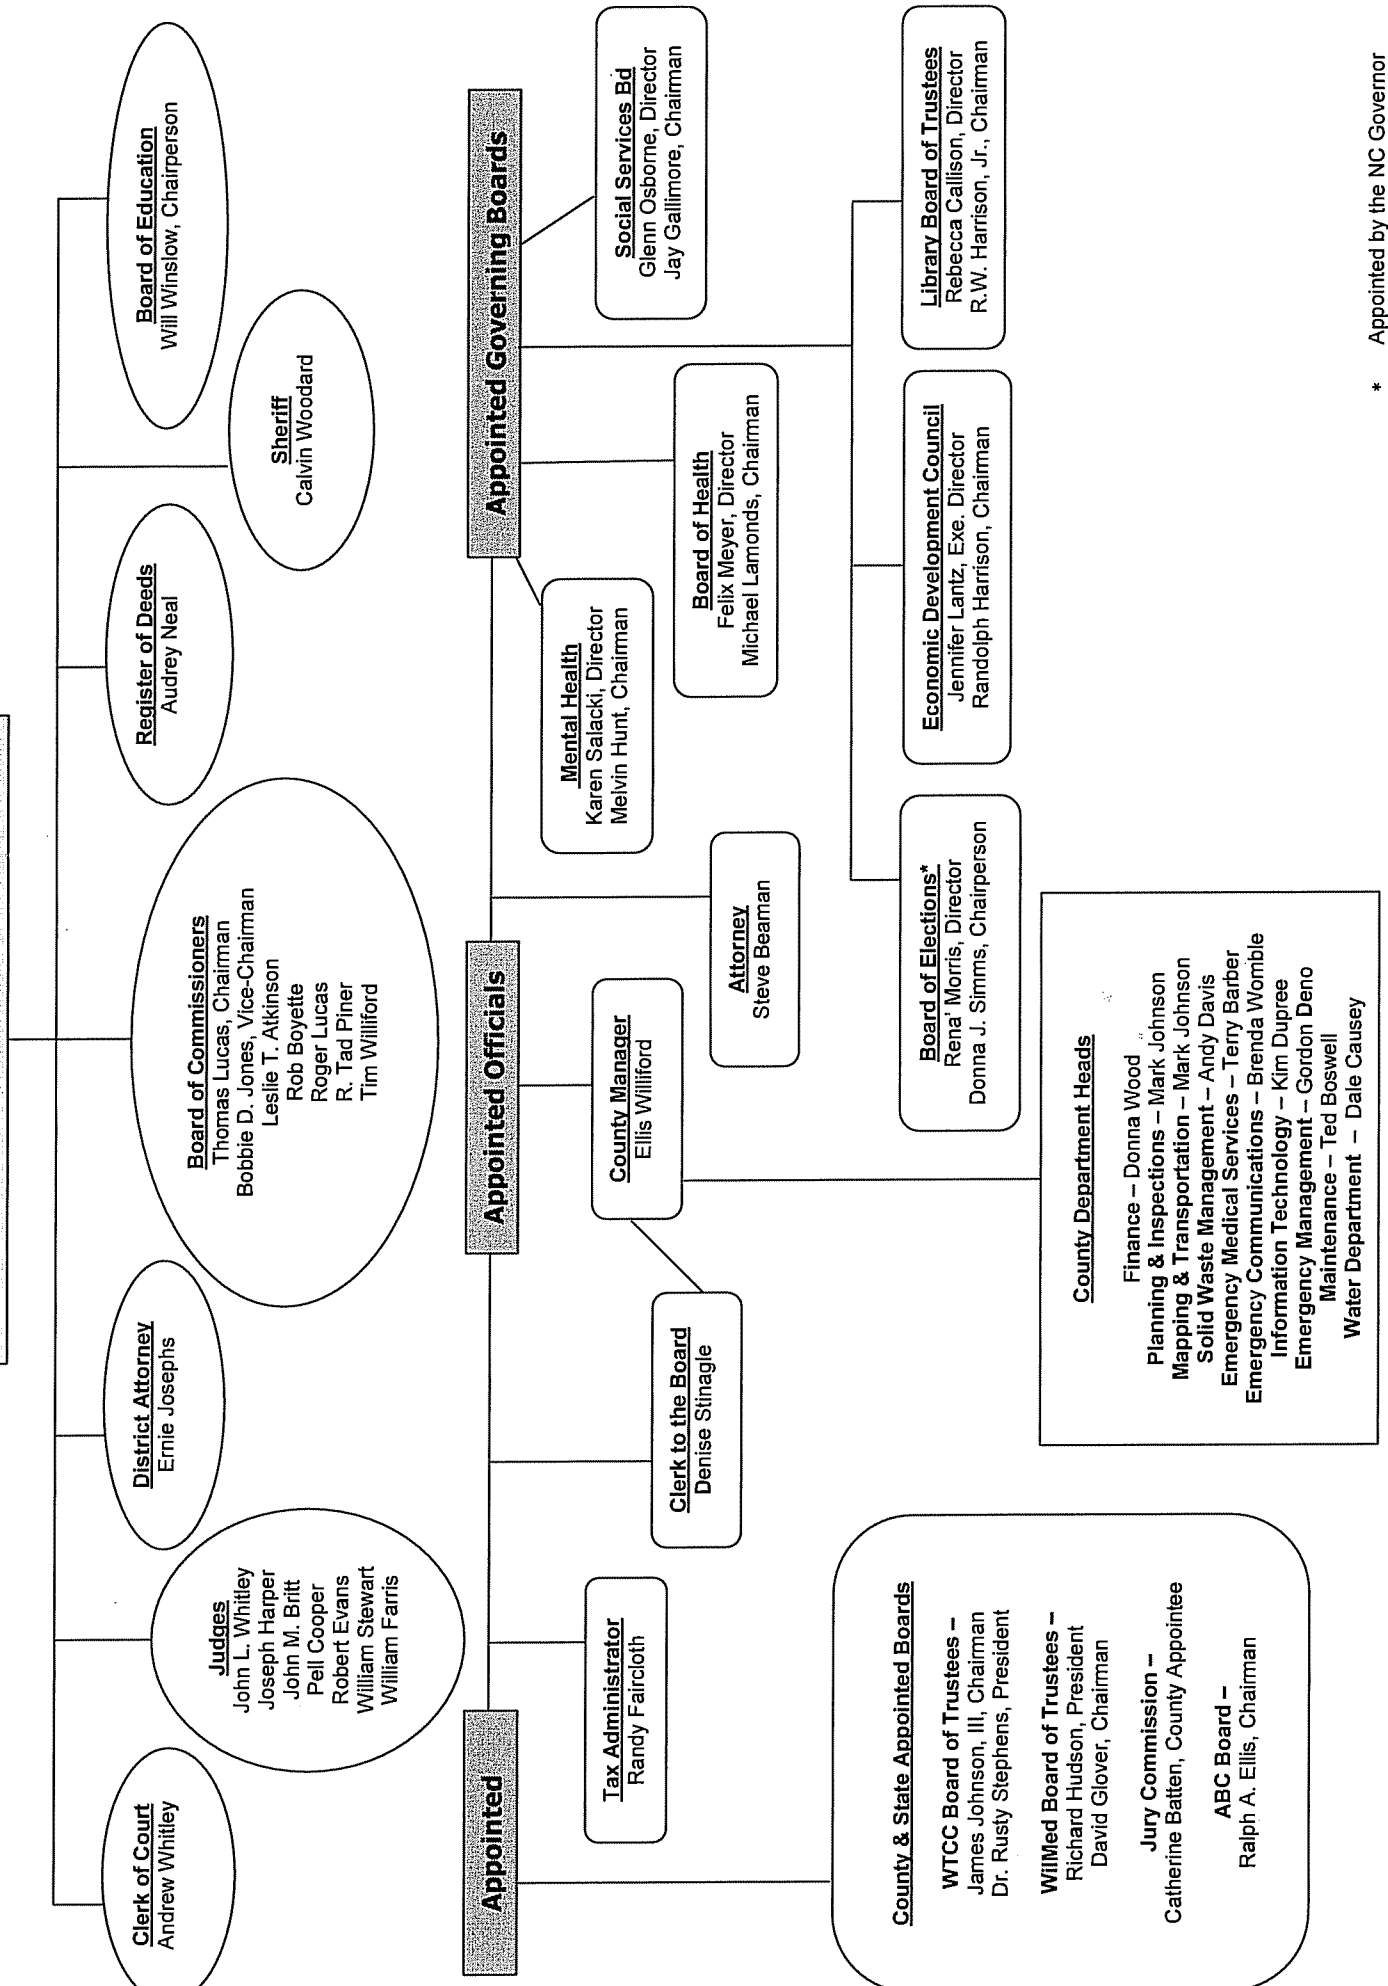 Clerk of Court
Andrew Whitley
Judges
John L. Whitley
Joseph Harper
John M. Britt
Pell Cooper
Robert Evans
William Stewart
William Farris
District Attorney
Ernie Josephs
Board of Commissioners
Thomas Lucas, Chairman
Bobbie D. Jones, Vice-Chairman
Leslie T. Atkinson
Rob Boyette
Roger Lucas
R. Tad Piner
Tim Williford
Register of Deeds
Audrey Neal
Sheriff
Calvin Woodard
Board of Education
Will Winslow, Chairperson
Appointed
Appointed Officials
Appointed Governing Boards
Tax Administrator
Randy Faircloth
Clerk to the Board
Denise Stinagle
County Manager
Ellis Williford
Attorney
Steve Beaman
Mental Health
Karen Salacki, Director
Melvin Hunt, Chairman
Board of Health
Felix Meyer, Director
Michael Lamonds, Chairman
Social Services Bd
Glenn Osborne, Director
Jay Gallimore, Chairman
County & State Appointed Boards
WTCC Board of Trustees –
James Johnson, III, Chairman
Dr. Rusty Stephens, President
WilMed Board of Trustees –
Richard Hudson, President
David Glover, Chairman
Jury Commission –
Catherine Batten, County Appointee
ABC Board –
Ralph A. Ellis, Chairman
County Department Heads
Finance – Donna Wood
Planning & Inspections – Mark Johnson
Mapping & Transportation – Mark Johnson
Solid Waste Management – Andy Davis
Emergency Medical Services – Terry Barber
Emergency Communications – Brenda Womble
Information Technology – Kim Dupree
Emergency Management – Gordon Deno
Maintenance – Ted Boswell
Water Department – Dale Causey
Board of Elections*
Rena' Morris, Director
Donna J. Simms, Chairperson
Economic Development Council
Jennifer Lantz, Exe. Director
Randolph Harrison, Chairman
Library Board of Trustees
Rebecca Callison, Director
R.W. Harrison, Jr., Chairman
* Appointed by the NC Governor